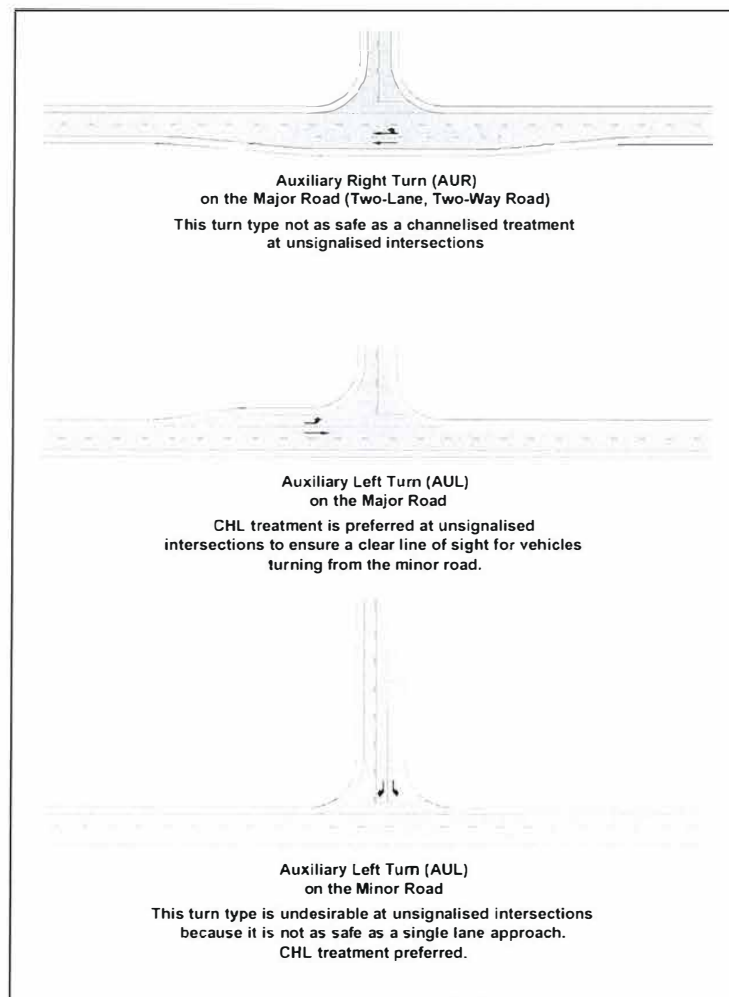 Auxiliary Right Turn (AUR)
on the Major Road (Two-Lane, Two-Way Road)
This turn type not as safe as a channelised treatment
at unsignalised intersections
Auxiliary Left Turn (AUL)
on the Major Road
CHL treatment is preferred at unsignalised
intersections to ensure a clear line of sight for vehicles
turning from the minor road.
Auxiliary Left Turn (AUL)
on the Minor Road
This turn type is undesirable at unsignalised intersections
because it is not as safe as a single lane approach.
CHL treatment preferred.